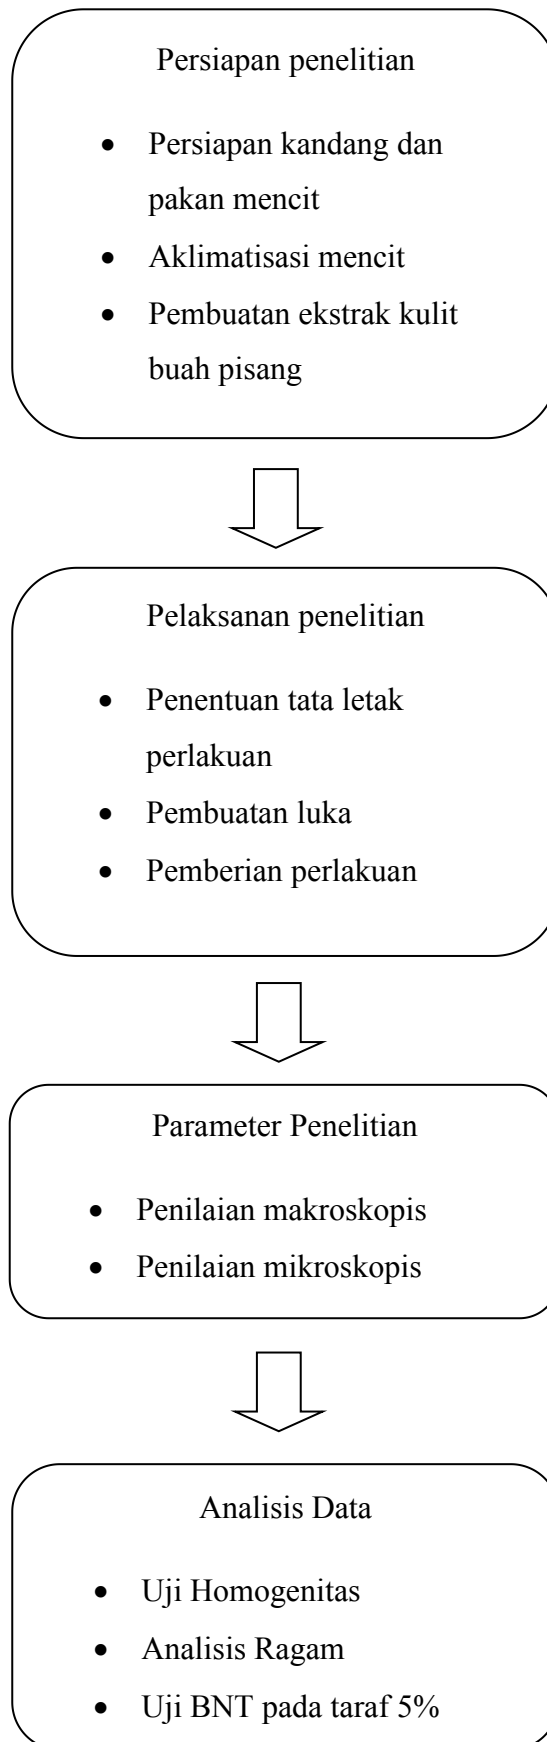 Persiapan penelitian
• Persiapan kandang dan
pakan mencit
• Aklimatisasi mencit
• Pembuatan ekstrak kulit
buah pisang
Pelaksanan penelitian
• Penentuan tata letak
perlakuan
• Pembuatan luka
• Pemberian perlakuan
Parameter Penelitian
• Penilaian makroskopis
• Penilaian mikroskopis
Analisis Data
• Uji Homogenitas
• Analisis Ragam
• Uji BNT pada taraf 5%